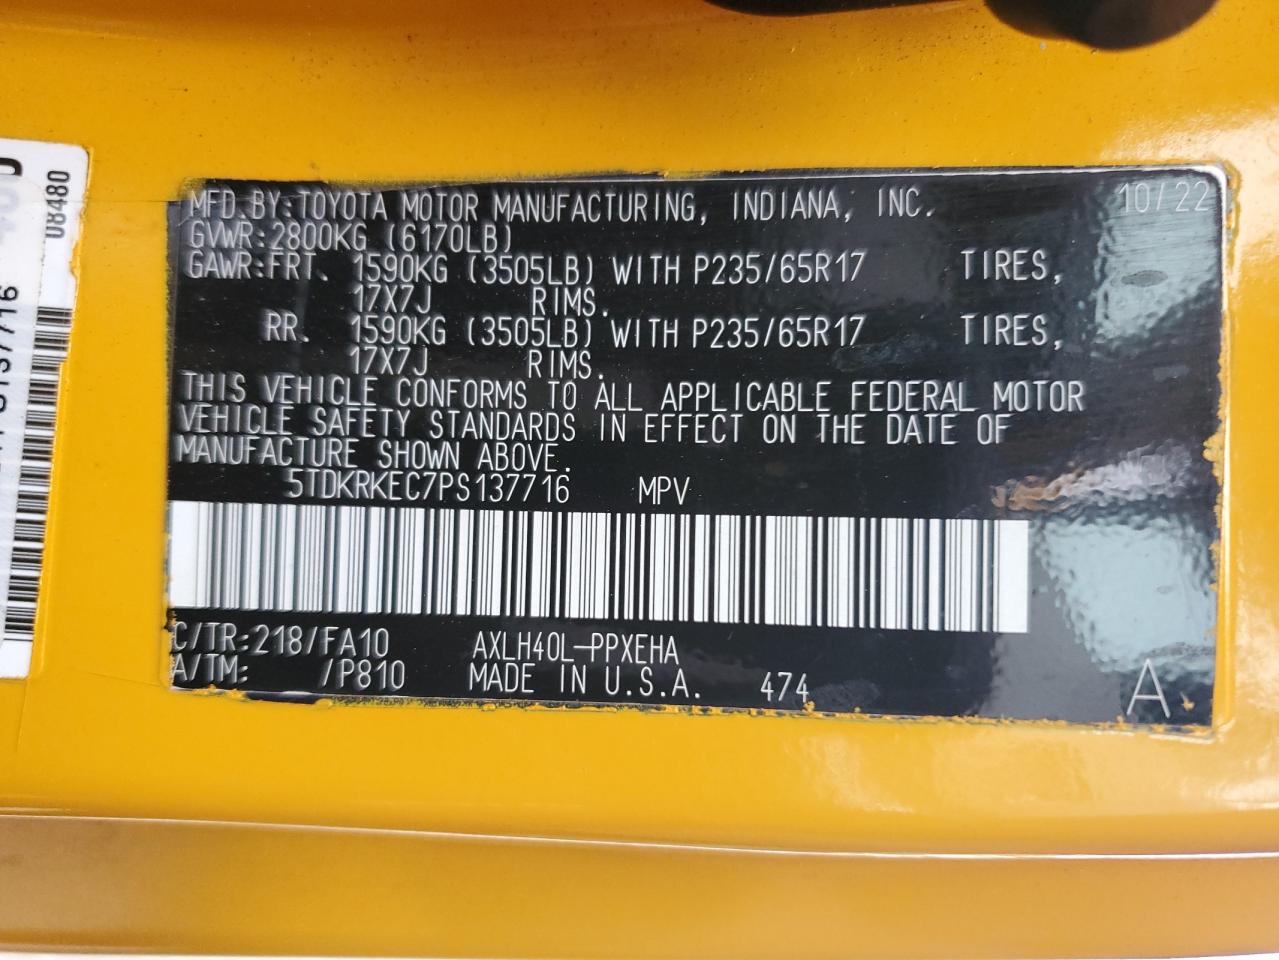 MFD.BY:TOYOTA MOTOR MANUFACTURING, INDIANA, INC. 10/22
GVWR:2800KG (6170LB)
GAWR:FRT. 1590KG (3505LB) WITH P235/65R17 TIRES,
17X7J RIMS.
RR. 1590KG (3505LB) WITH P235/65R17 TIRES,
17X7J RIMS.
THIS VEHICLE CONFORMS TO ALL APPLICABLE FEDERAL MOTOR
VEHICLE SAFETY STANDARDS IN EFFECT ON THE DATE OF
MANUFACTURE SHOWN ABOVE.
5TDKRKEC7PS137716 MPV
C/TR:218/FA10 AXLH40L-PPXEHA
A/TM: /P810 MADE IN U.S.A. 474 A
08480